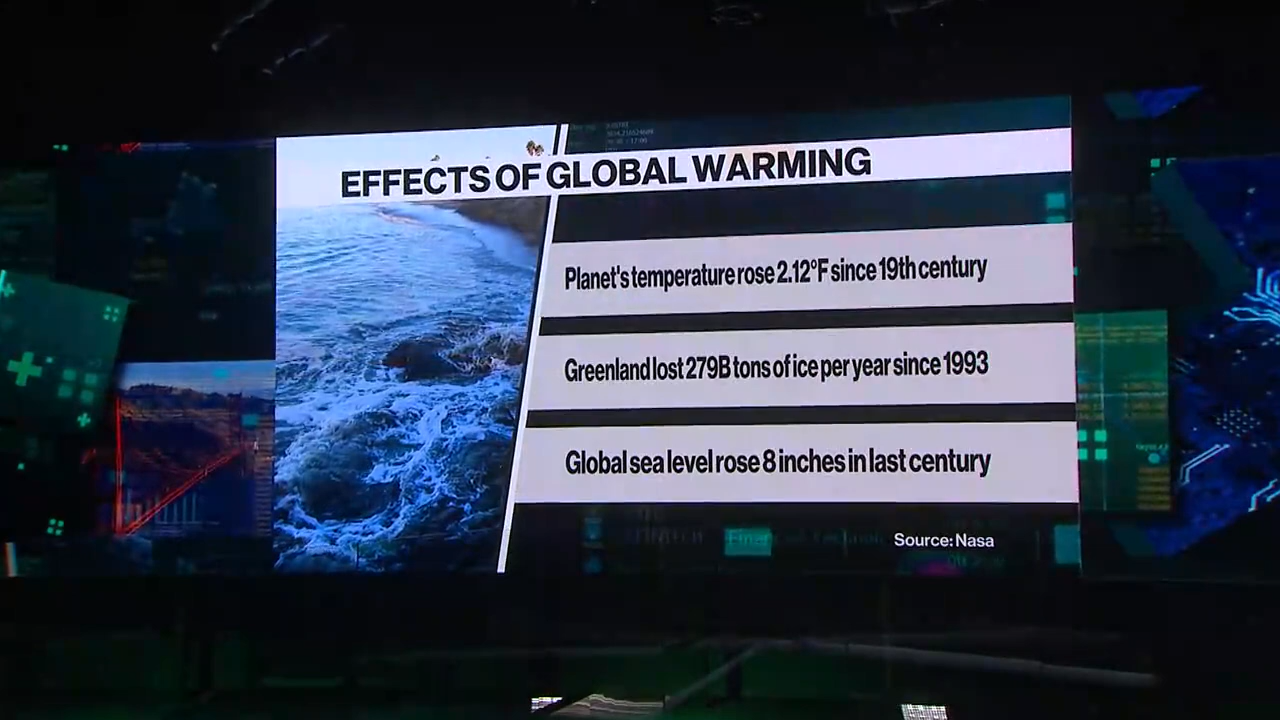 EFFECTS OF GLOBAL WARMING
Planet's temperature rose 2.12°F since 19th century
Greenland lost 279B tons of ice per year since 1993
Global sea level rose 8 inches in last century
Source: Nasa